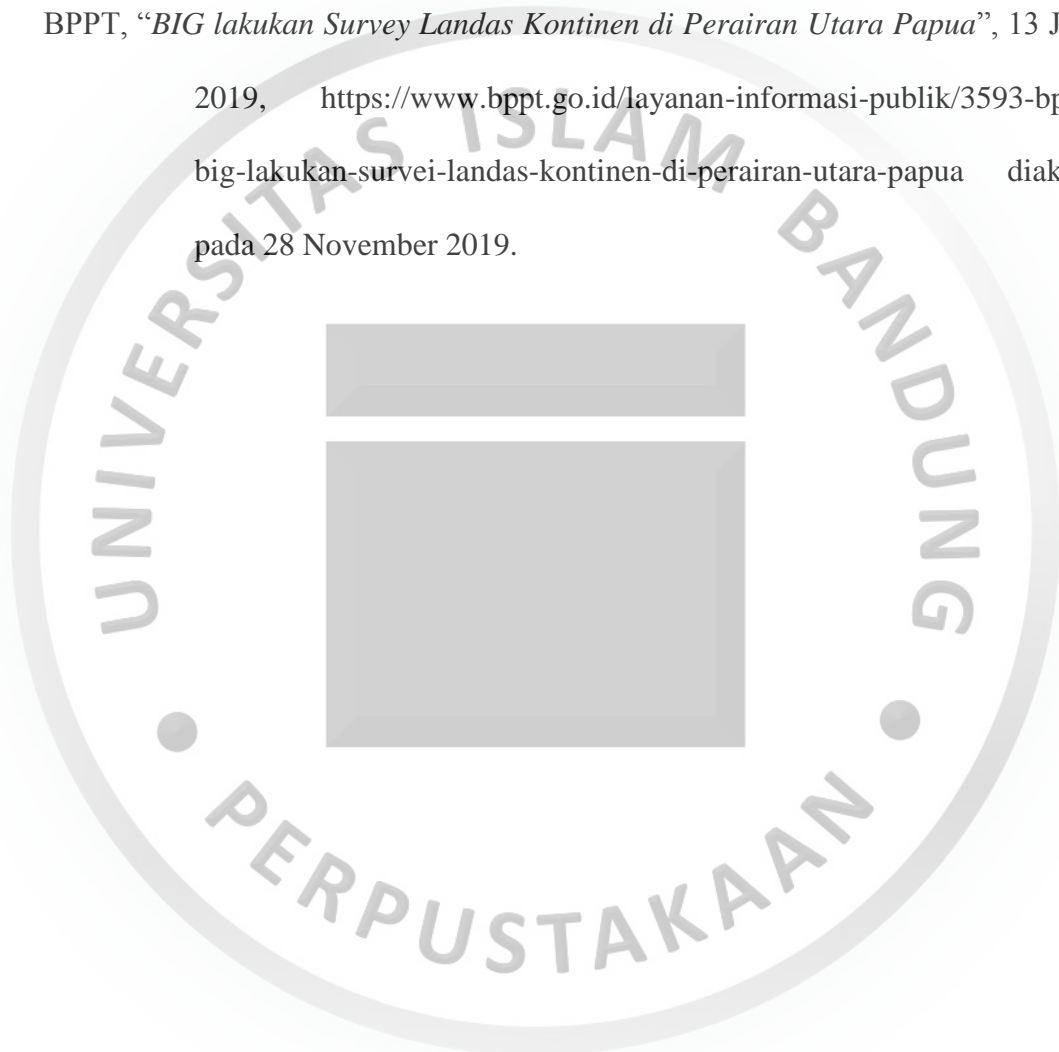 BPPT, “BIG lakukan Survey Landas Kontinen di Perairan Utara Papua”, 13 J
2019, https://www.bppt.go.id/layanan-informasi-publik/3593-bp
big-lakukan-survei-landas-kontinen-di-perairan-utara-papua diak
pada 28 November 2019.
UNIVERSITAS ISLAM BANDUNG
PERPUSTAKAAN